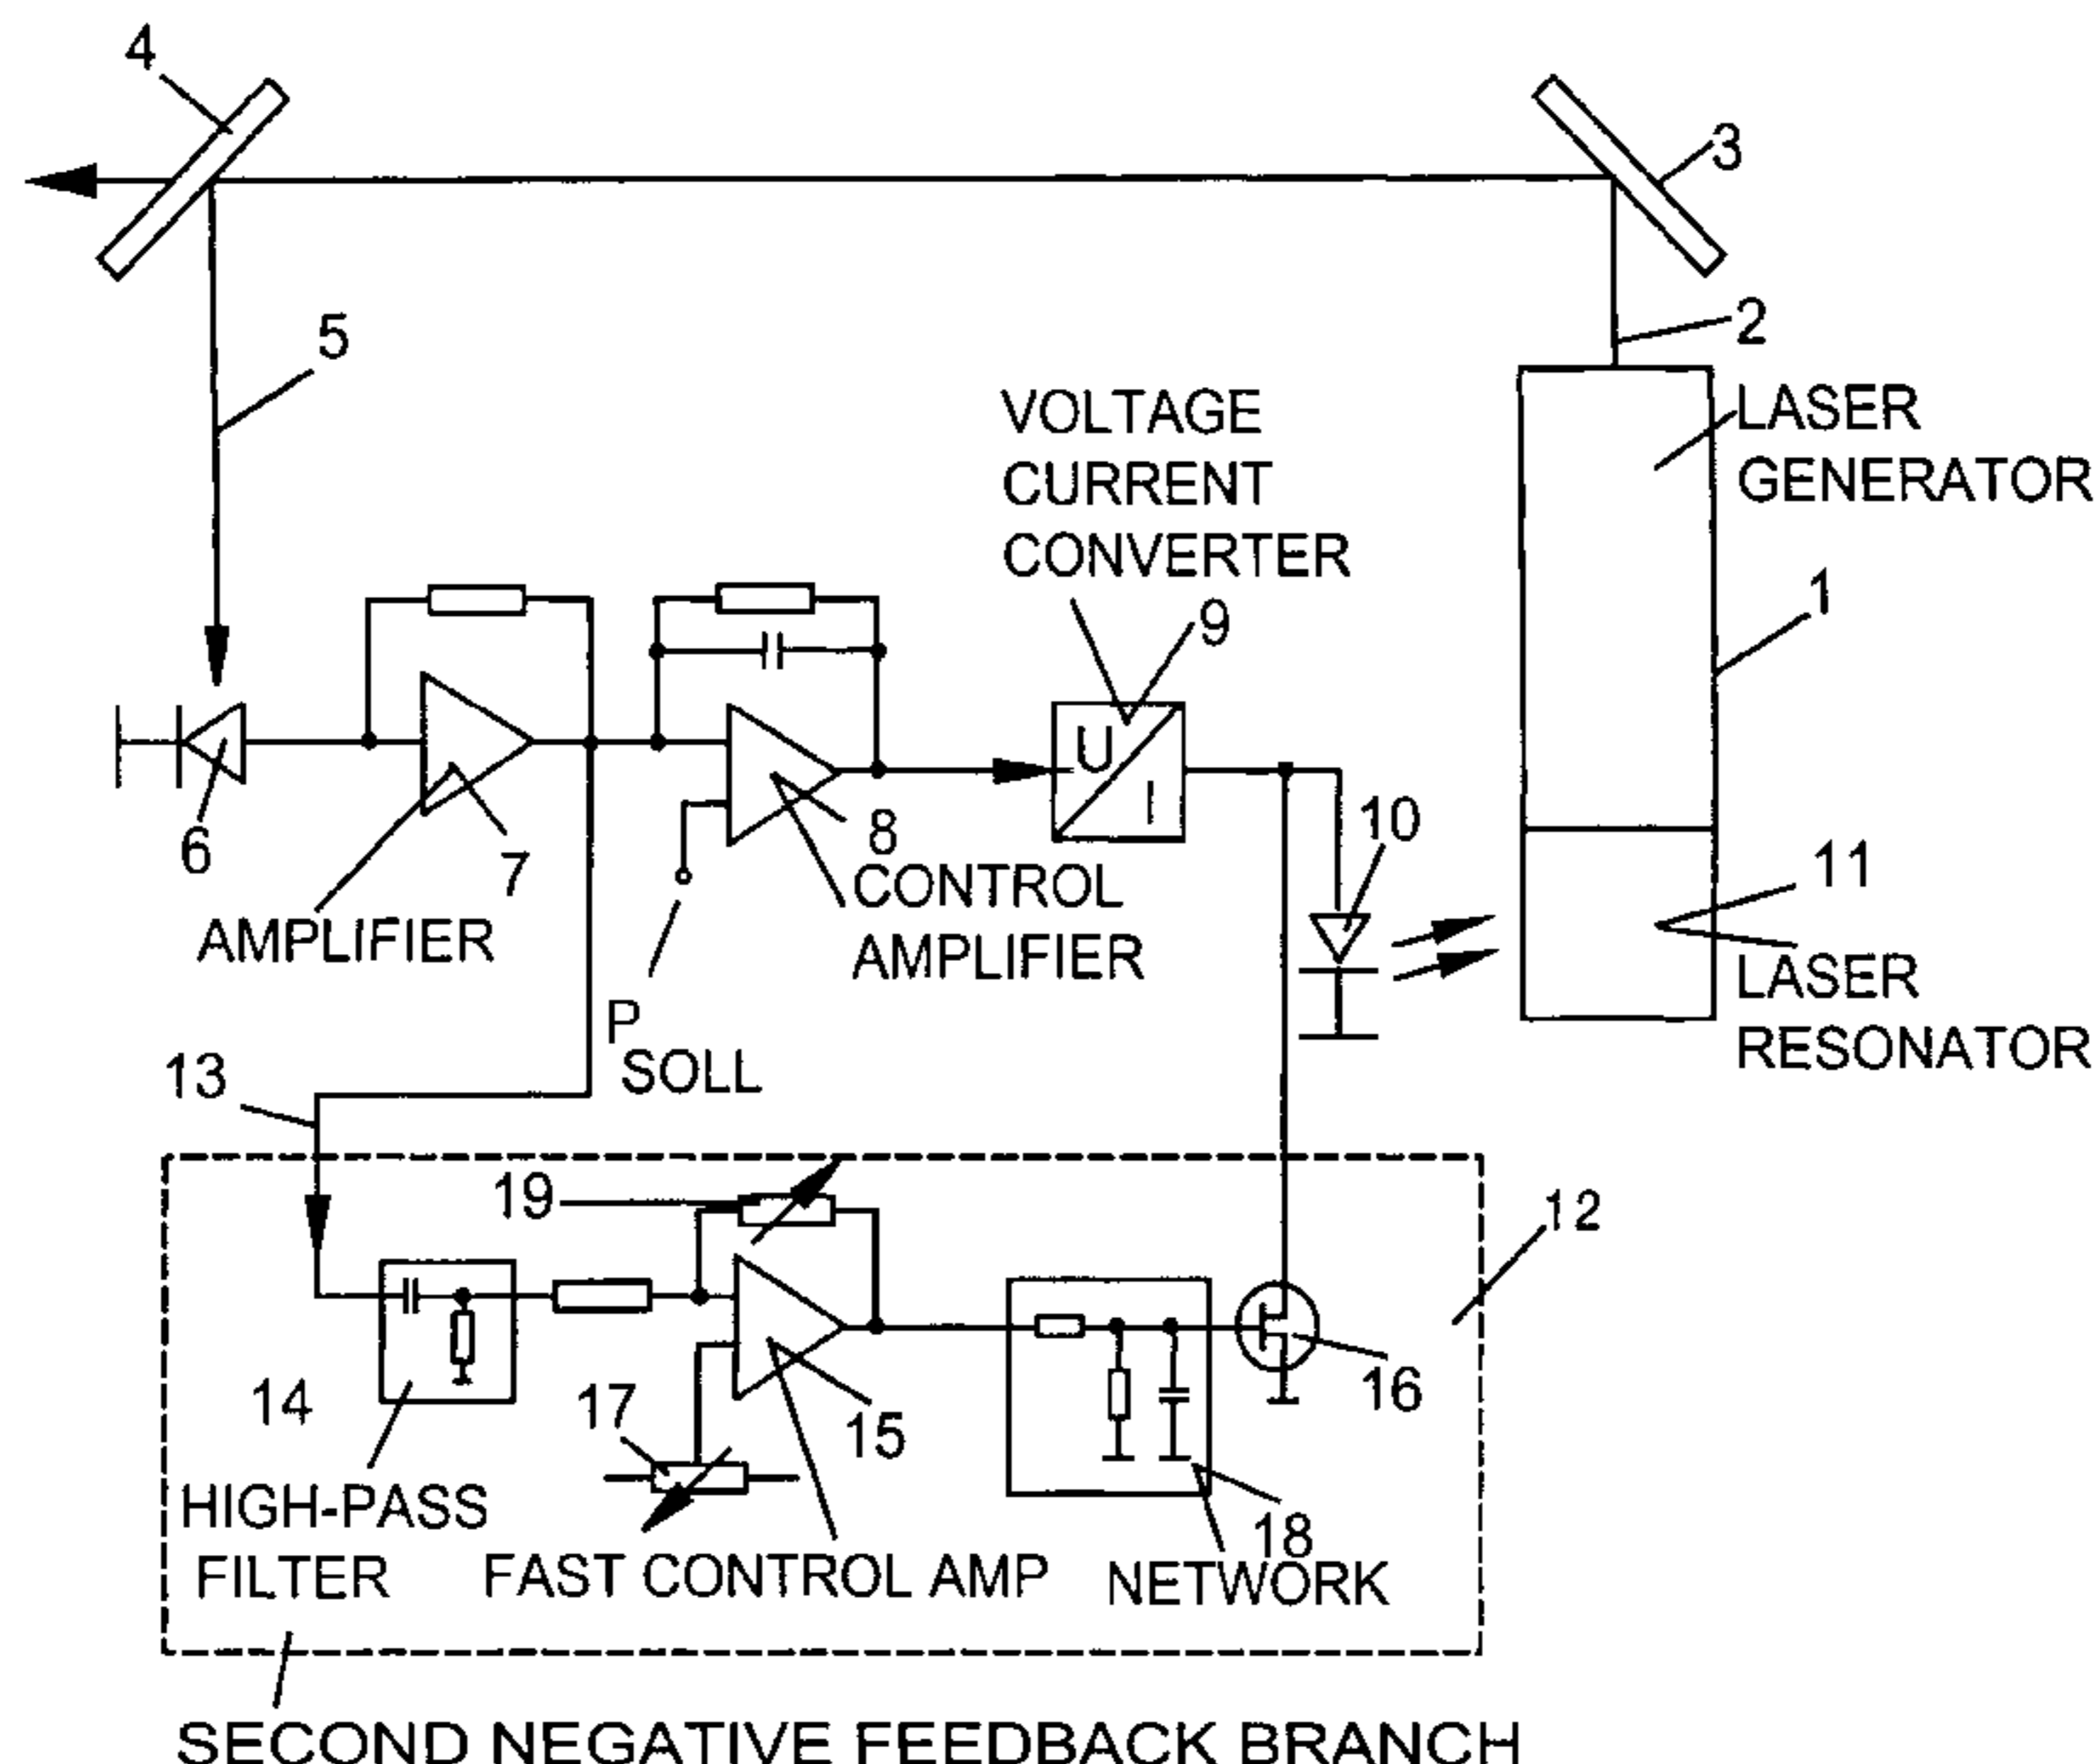 4
3
5
2
VOLTAGE
CURRENT
CONVERTER
LASER
GENERATOR
9
1
U
I
6
7
8
10
11
AMPLIFIER
CONTROL
AMPLIFIER
LASER
RESONATOR
P
SOLL
13
19
12
14
17
15
16
18
HIGH-PASS
FILTER
FAST CONTROL AMP
NETWORK
SECOND NEGATIVE FEEDBACK BRANCH